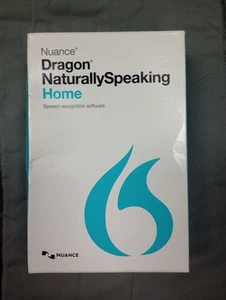 Nuance®
Dragon®
NaturallySpeaking
Home
Speech recognition software
NUANCE